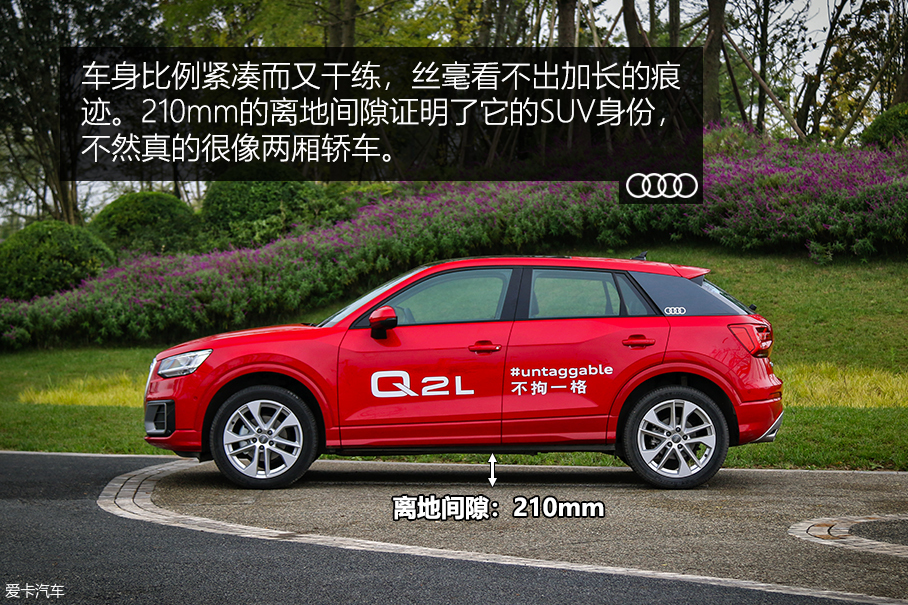 车身比例紧凑而又干练，丝毫看不出加长的痕
迹。210mm的离地间隙证明了它的SUV身份，
不然真的很像两厢轿车。
Q2L
#untaggable
不拘一格
离地间隙：210mm
爱卡汽车